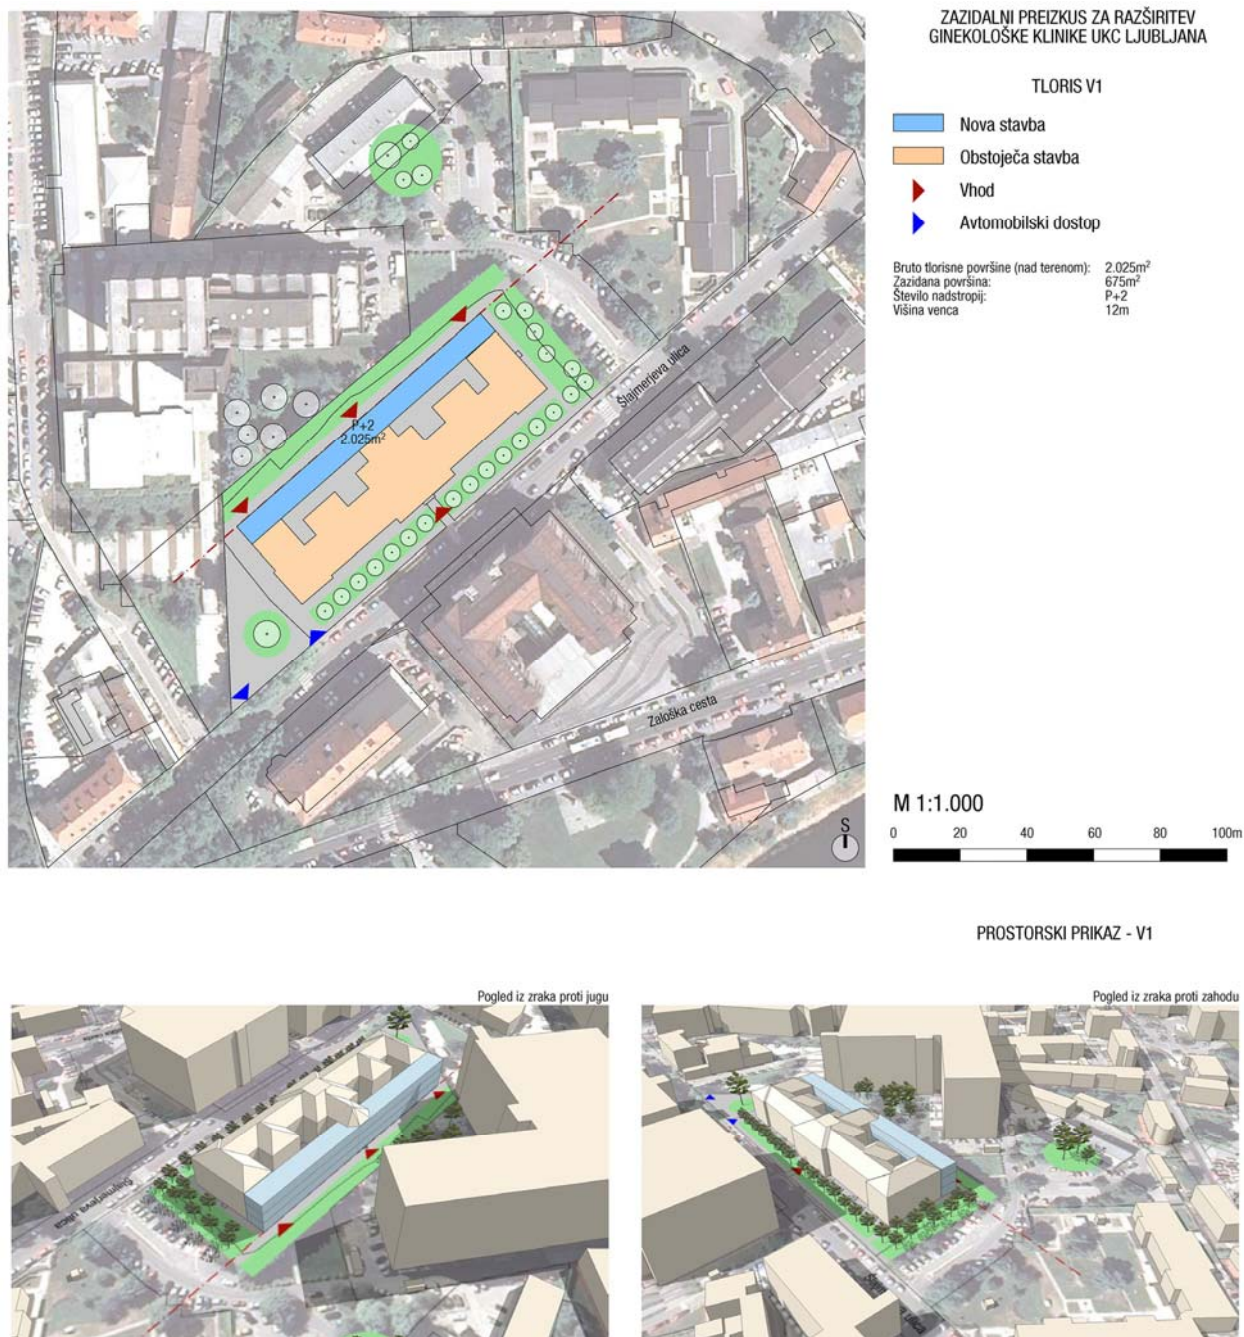 ZAZIDALNI PREIZKUS ZA RAZŠIRITEV
GINEKOLOŠKE KLINIKE UKC LJUBLJANA
TLORIS V1
Nova stavba
Obstoječa stavba
Vhod
Avtomobilski dostop
Bruto tlorisne površine (nad terenom): 2.025m²
Zazidana površina: 675m²
Število nadstropij: P+2
Višina venca 12m
Šlajmerjeva ulica
P+2
2.025m²
Zaloška cesta
S
M 1:1.000
0 20 40 60 80 100m
PROSTORSKI PRIKAZ - V1
Pogled iz zraka proti jugu
Pogled iz zraka proti zahodu
Šlajmerjeva ulica